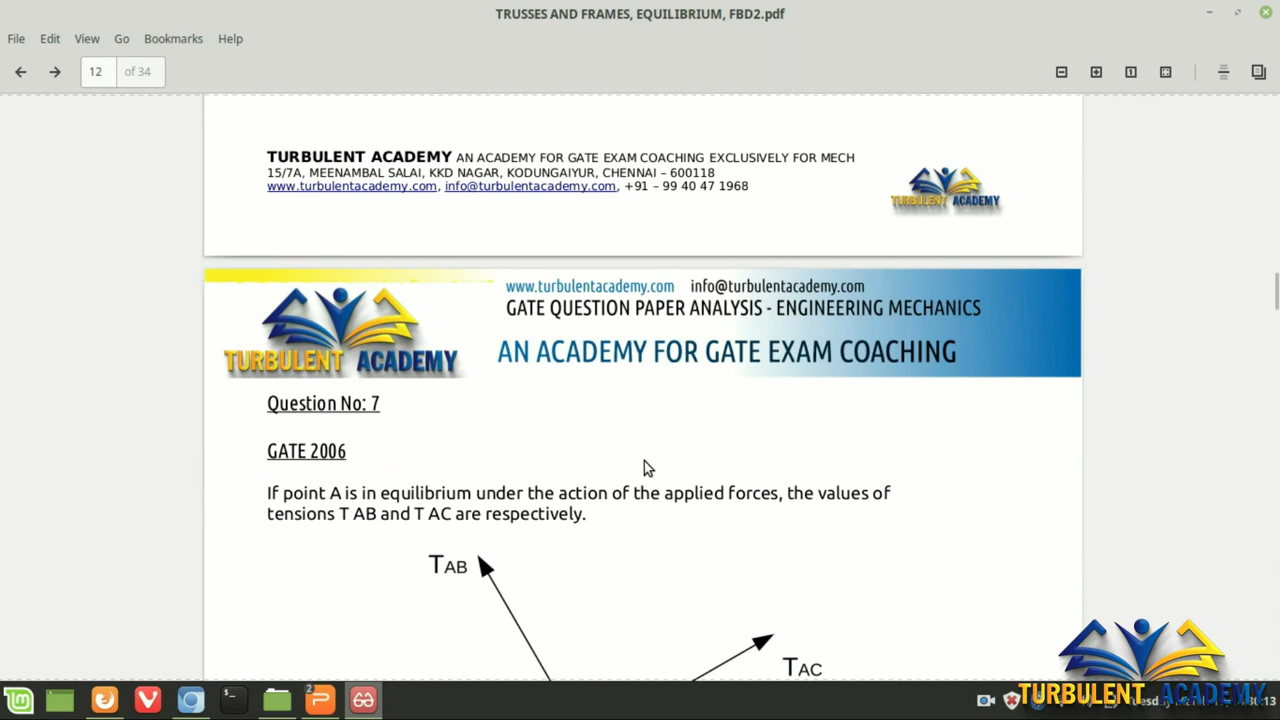 TRUSSES AND FRAMES, EQUILIBRIUM, FBD2.pdf
File Edit View Go Bookmarks Help
12 of 34
TURBULENT ACADEMY AN ACADEMY FOR GATE EXAM COACHING EXCLUSIVELY FOR MECH
15/7A, MEENAMBAL SALAI, KKD NAGAR, KODUNGAIYUR, CHENNAI – 600118
www.turbulentacademy.com, info@turbulentacademy.com, +91 – 99 40 47 1968
TURBULENT ACADEMY
www.turbulentacademy.com info@turbulentacademy.com
GATE QUESTION PAPER ANALYSIS - ENGINEERING MECHANICS
AN ACADEMY FOR GATE EXAM COACHING
TURBULENT ACADEMY
Question No: 7
GATE 2006
If point A is in equilibrium under the action of the applied forces, the values of
tensions T AB and T AC are respectively.
TAB
TAC
TURBULENT ACADEMY